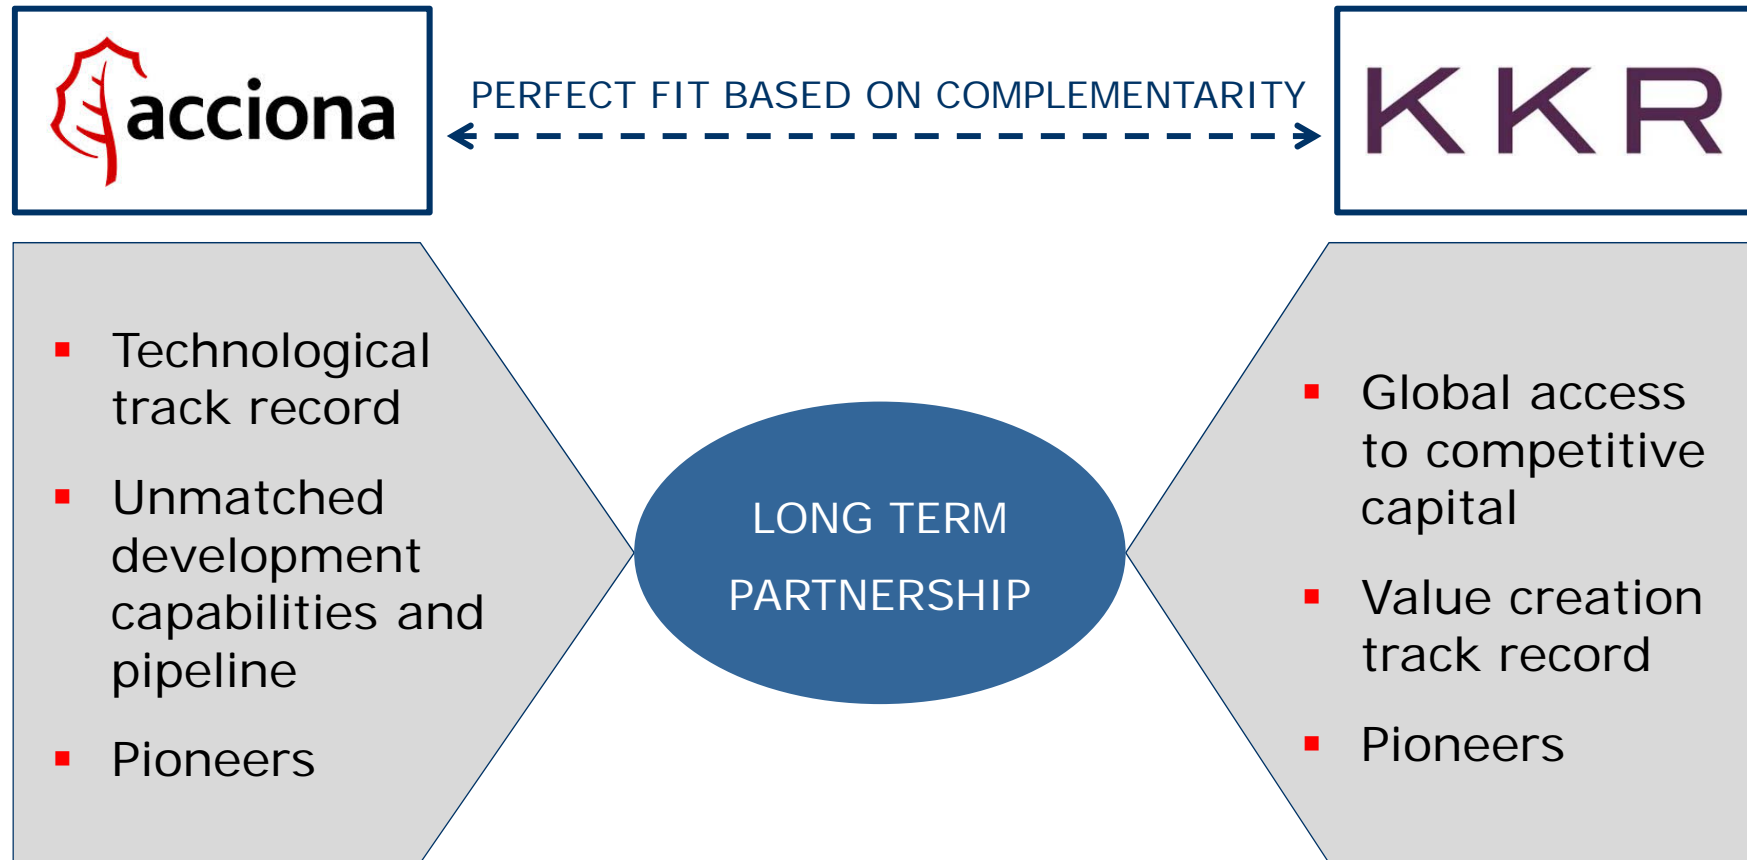 acciona
PERFECT FIT BASED ON COMPLEMENTARITY
KKR
▪ Technological
track record
▪ Unmatched
development
capabilities and
pipeline
▪ Pioneers
LONG TERM
PARTNERSHIP
▪ Global access
to competitive
capital
▪ Value creation
track record
▪ Pioneers